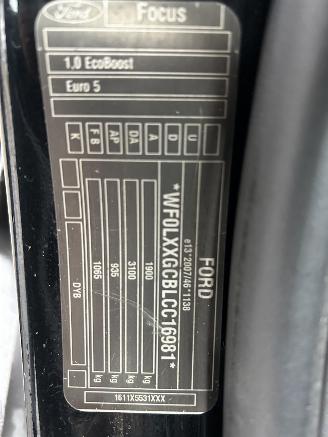 Ford
Focus
1.0 EcoBoost
Euro 5
K FB AP DA A D U
FORD
e13*2007/46*1138
*WF0LXXGCBLCC16981*
1900 kg
3100 kg
935 kg
1065 kg
DYB
1611X5531XXX